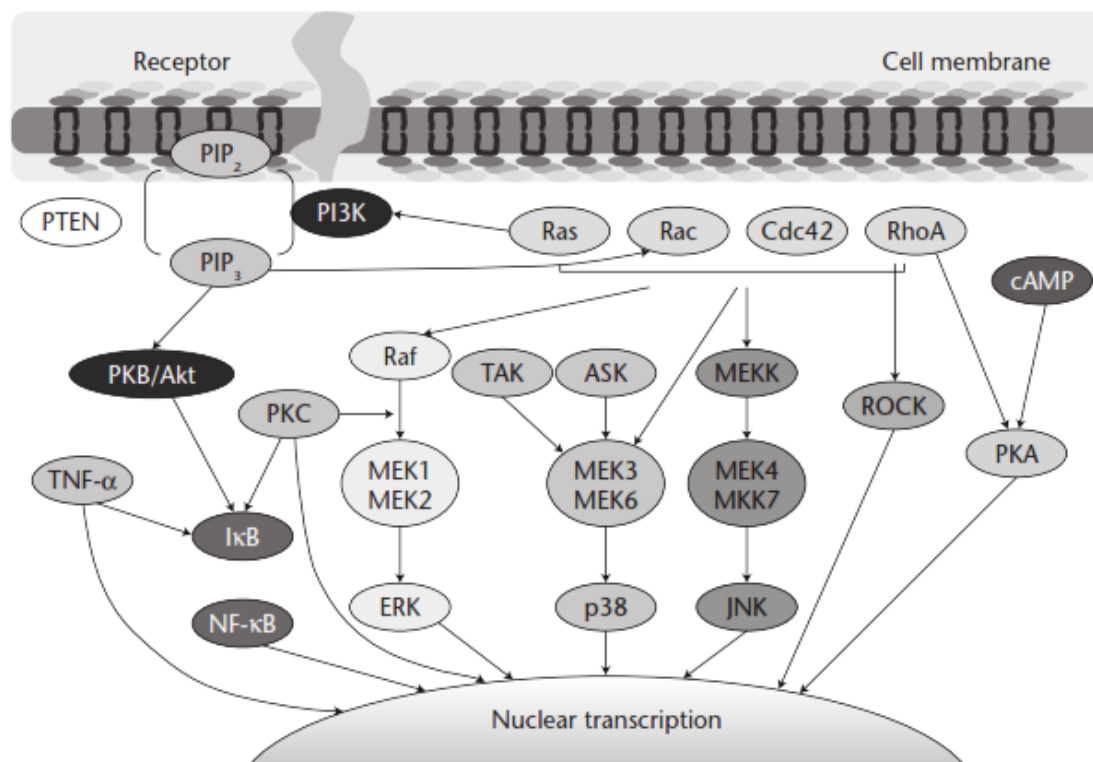 Receptor
Cell membrane
PIP₂
PTEN
PI3K
Ras
Rac
Cdc42
RhoA
PIP₃
cAMP
Raf
PKB/Akt
TAK
ASK
MEKK
PKC
ROCK
TNF-α
MEK1
MEK2
MEK3
MEK6
MEK4
MKK7
PKA
IκB
NF-κB
ERK
p38
JNK
Nuclear transcription